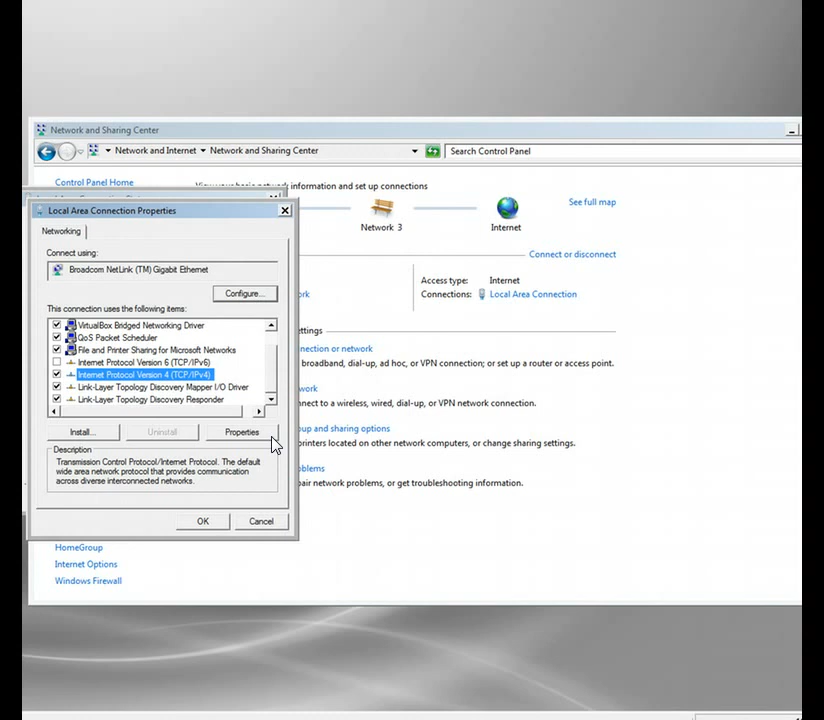 Network and Sharing Center
Network and Internet
Network and Sharing Center
Search Control Panel
Control Panel Home
information and set up connections
See full map
Network 3
Internet
Connect or disconnect
Access type: Internet
Connections: Local Area Connection
Local Area Connection Properties
Networking
Connect using:
Broadcom NetLink (TM) Gigabit Ethernet
Configure...
This connection uses the following items:
VirtualBox Bridged Networking Driver
QoS Packet Scheduler
File and Printer Sharing for Microsoft Networks
Internet Protocol Version 6 (TCP/IPv6)
Internet Protocol Version 4 (TCP/IPv4)
Link-Layer Topology Discovery Mapper I/O Driver
Link-Layer Topology Discovery Responder
Install...
Uninstall
Properties
Description
Transmission Control Protocol/Internet Protocol. The default
wide area network protocol that provides communication
across diverse interconnected networks.
OK
Cancel
ork
ettings
nection or network
broadband, dial-up, ad hoc, or VPN connection; or set up a router or access point.
work
nnect to a wireless, wired, dial-up, or VPN network connection.
oup and sharing options
printers located on other network computers, or change sharing settings.
oblems
pair network problems, or get troubleshooting information.
HomeGroup
Internet Options
Windows Firewall